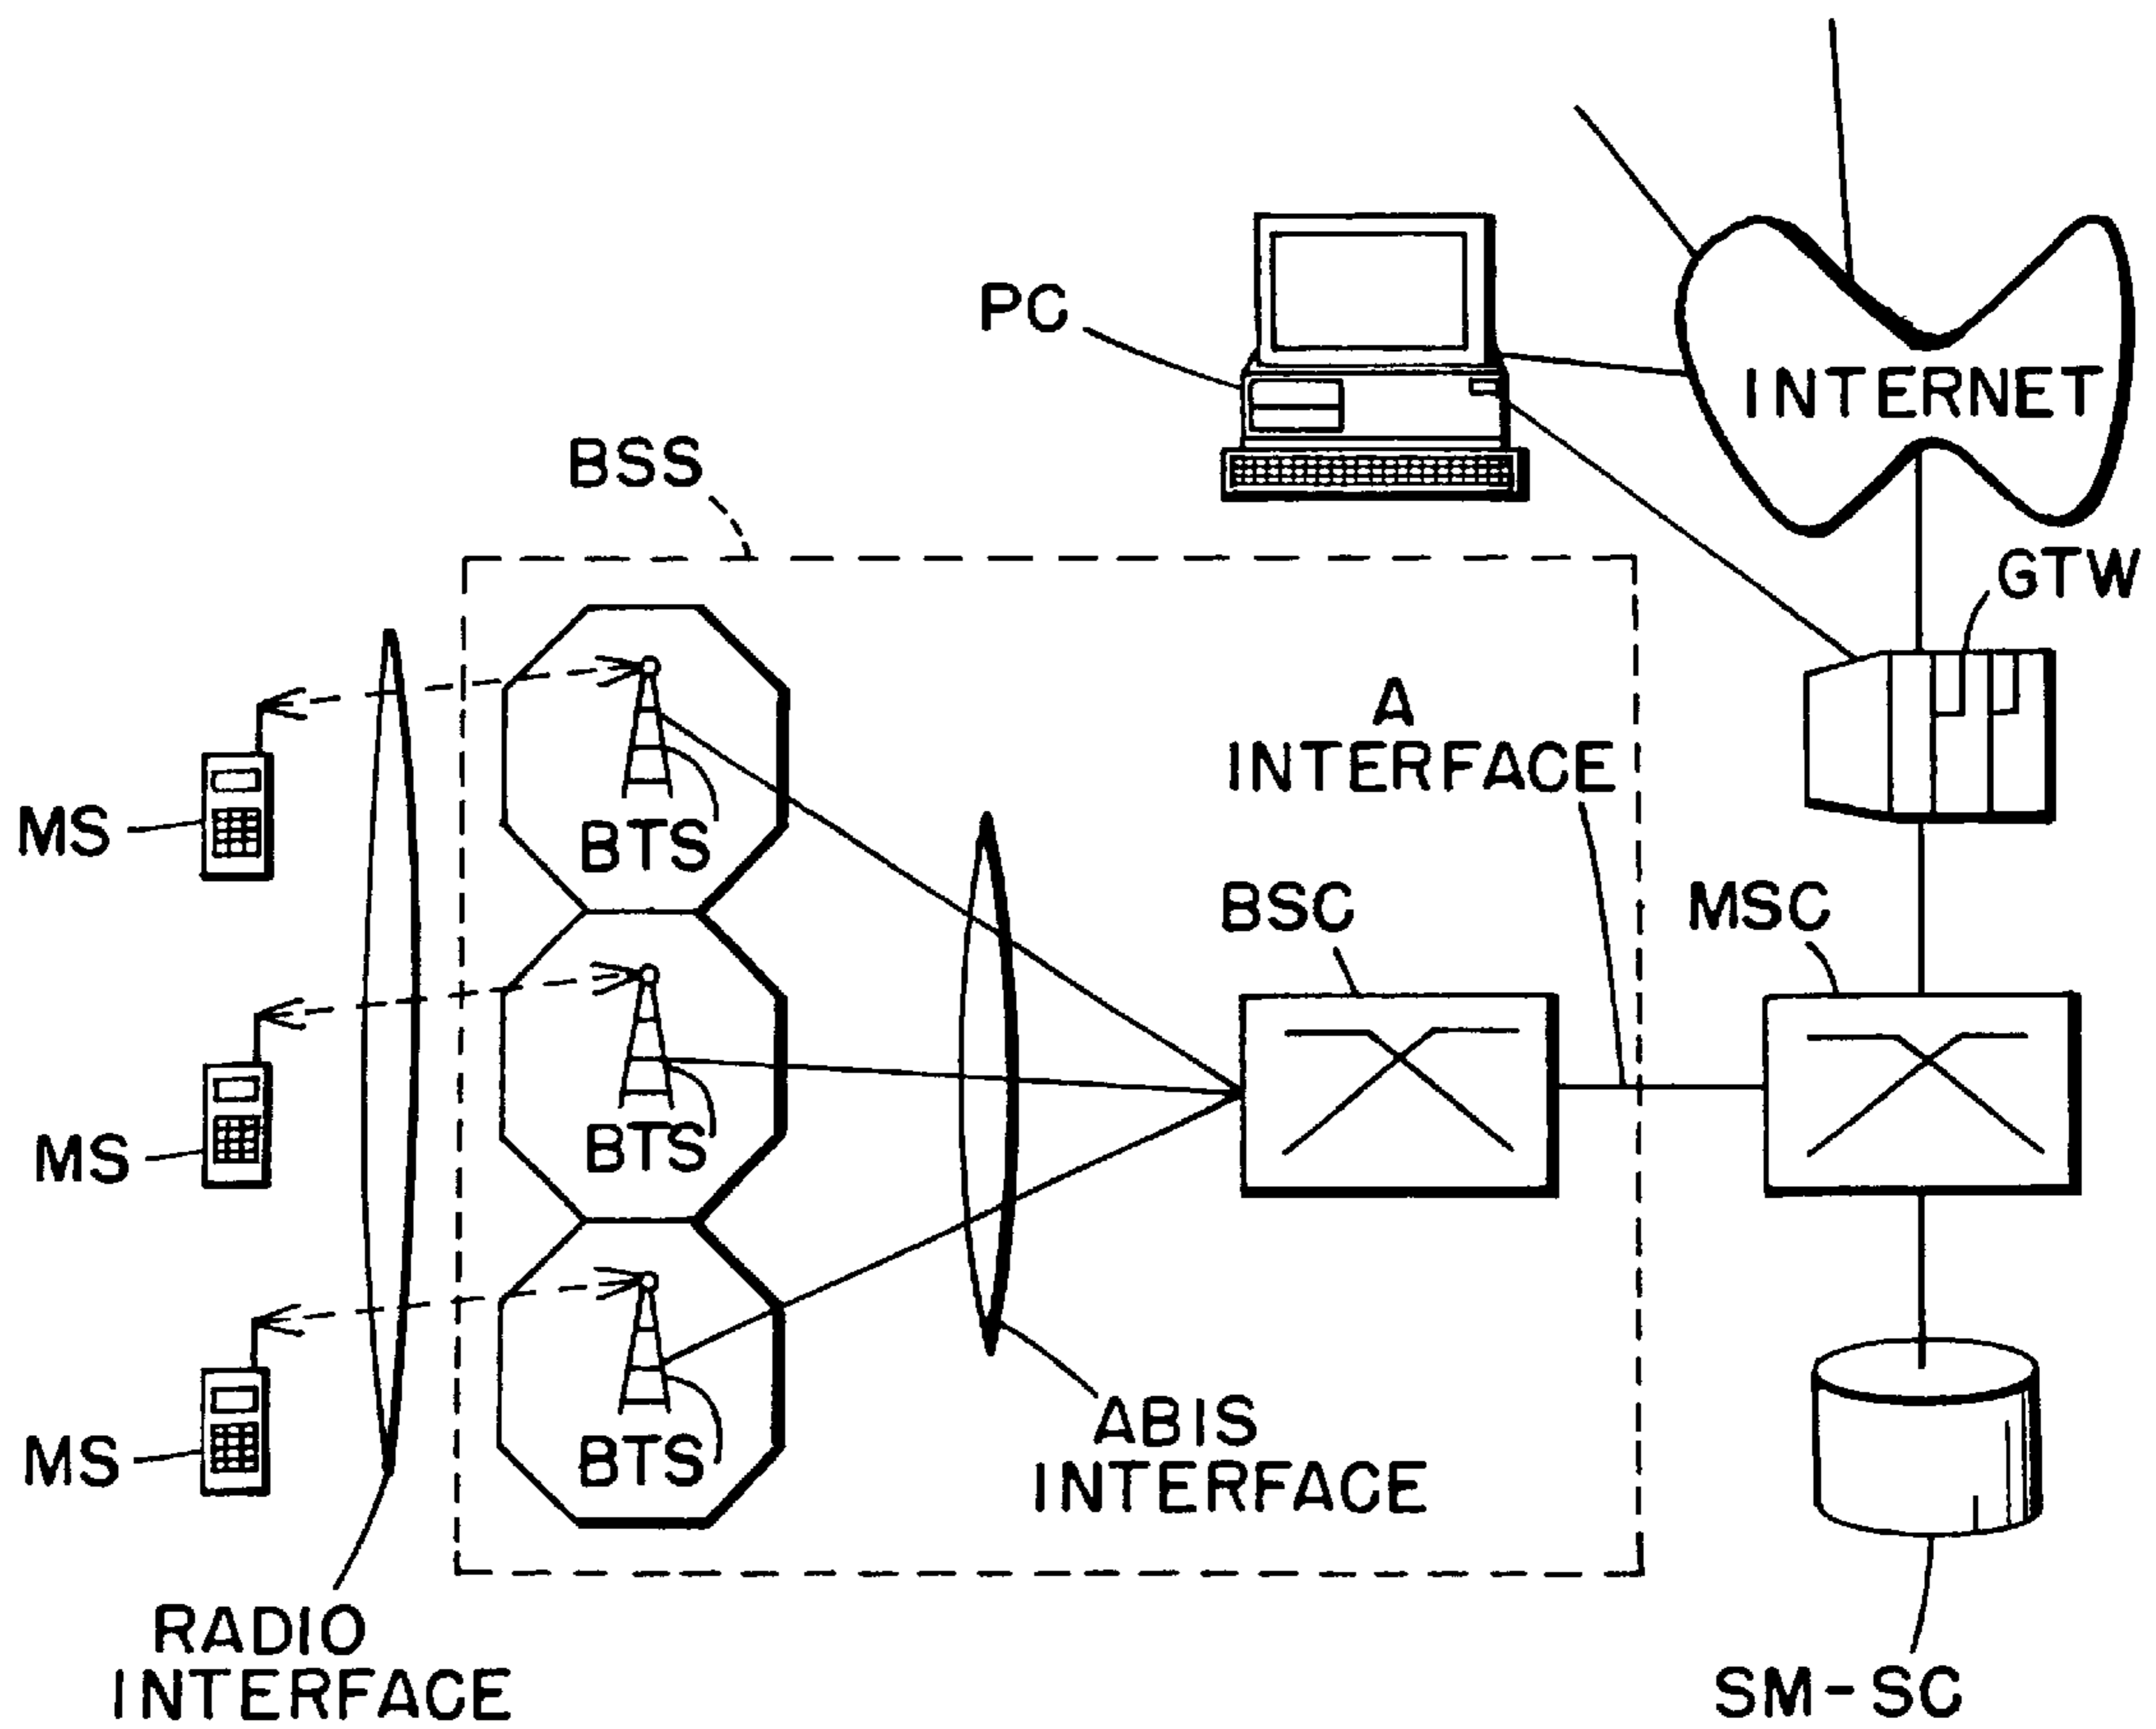 PC
INTERNET
BSS
GTW
A
INTERFACE
MS
BTS
BSC
MSC
MS
BTS
ABIS
INTERFACE
MS
BTS
RADIO
INTERFACE
SM-SC